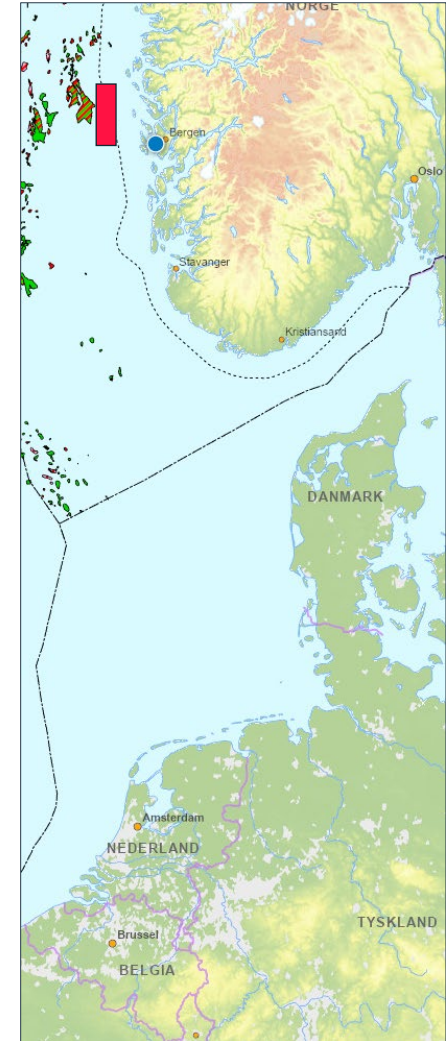 NORGE
Bergen
Oslo
Stavanger
Kristiansand
DANMARK
Amsterdam
NEDERLAND
TYSKLAND
Brussel
BELGIA